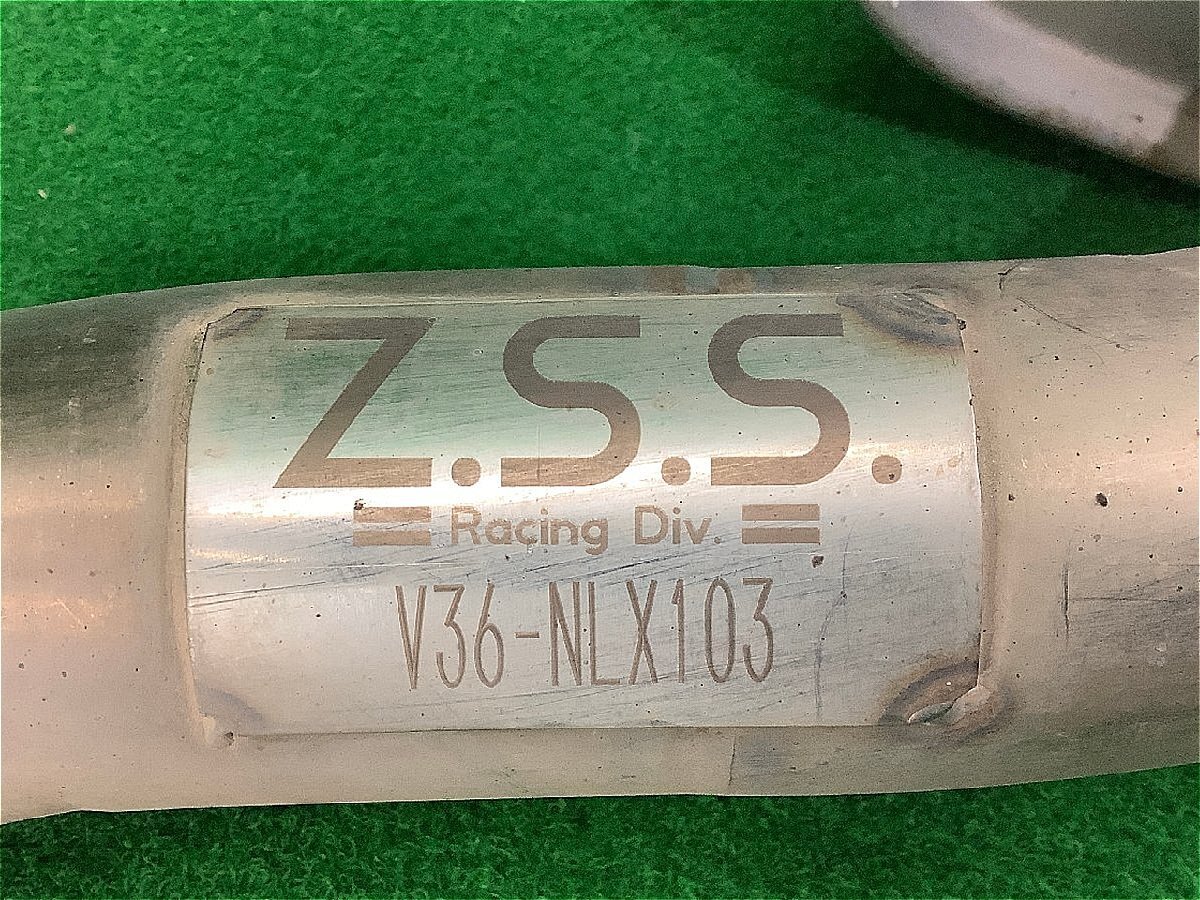 Z.S.S.
Racing Div.
V36-NLX103